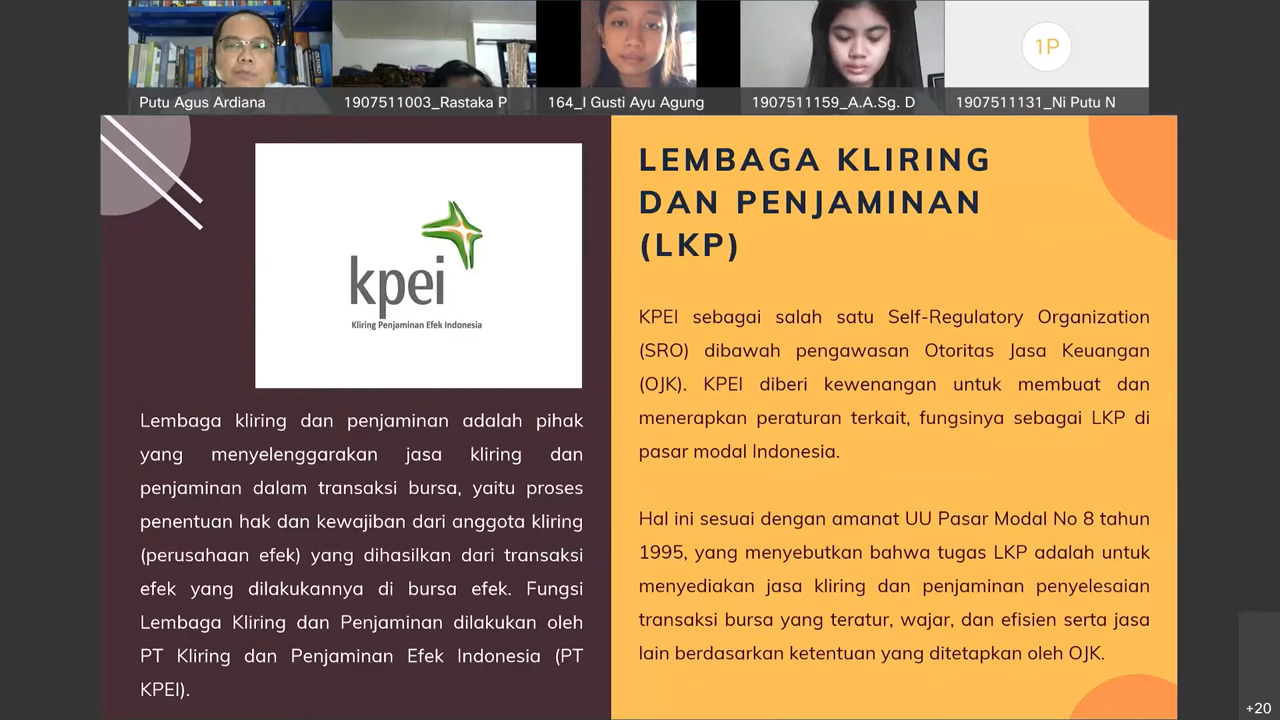 Putu Agus Ardiana
1907511003_Rastaka P
164_I Gusti Ayu Agung
1907511159_A.A.Sg. D
1P
1907511131_Ni Putu N
kpei
Kliring Penjaminan Efek Indonesia
Lembaga kliring dan penjaminan adalah pihak
yang menyelenggarakan jasa kliring dan
penjaminan dalam transaksi bursa, yaitu proses
penentuan hak dan kewajiban dari anggota kliring
(perusahaan efek) yang dihasilkan dari transaksi
efek yang dilakukannya di bursa efek. Fungsi
Lembaga Kliring dan Penjaminan dilakukan oleh
PT Kliring dan Penjaminan Efek Indonesia (PT
KPEI).
LEMBAGA KLIRING
DAN PENJAMINAN
(LKP)
KPEI sebagai salah satu Self-Regulatory Organization
(SRO) dibawah pengawasan Otoritas Jasa Keuangan
(OJK). KPEI diberi kewenangan untuk membuat dan
menerapkan peraturan terkait, fungsinya sebagai LKP di
pasar modal Indonesia.
Hal ini sesuai dengan amanat UU Pasar Modal No 8 tahun
1995, yang menyebutkan bahwa tugas LKP adalah untuk
menyediakan jasa kliring dan penjaminan penyelesaian
transaksi bursa yang teratur, wajar, dan efisien serta jasa
lain berdasarkan ketentuan yang ditetapkan oleh OJK.
+20